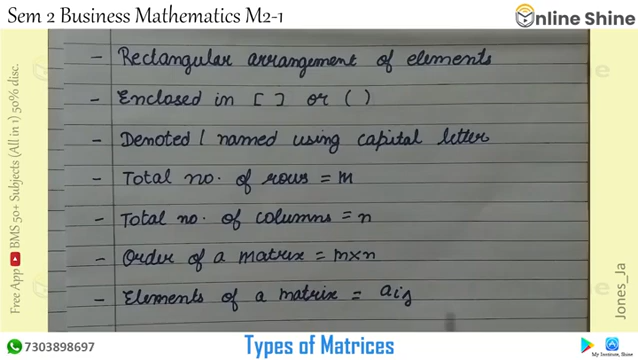 Sem 2 Business Mathematics M2-1
Online Shine
- Rectangular arrangement of elements
- Enclosed in [ ] or ( )
- Denoted / named using capital letter
- Total no. of rows = m
- Total no. of columns = n
- Order of a matrix = m×n
- Elements of a matrix = aij
Free App BMS 50+ Subjects (All in 1) 50% disc.
Jones_Ja
7303898697
Types of Matrices
My Institute, Shine